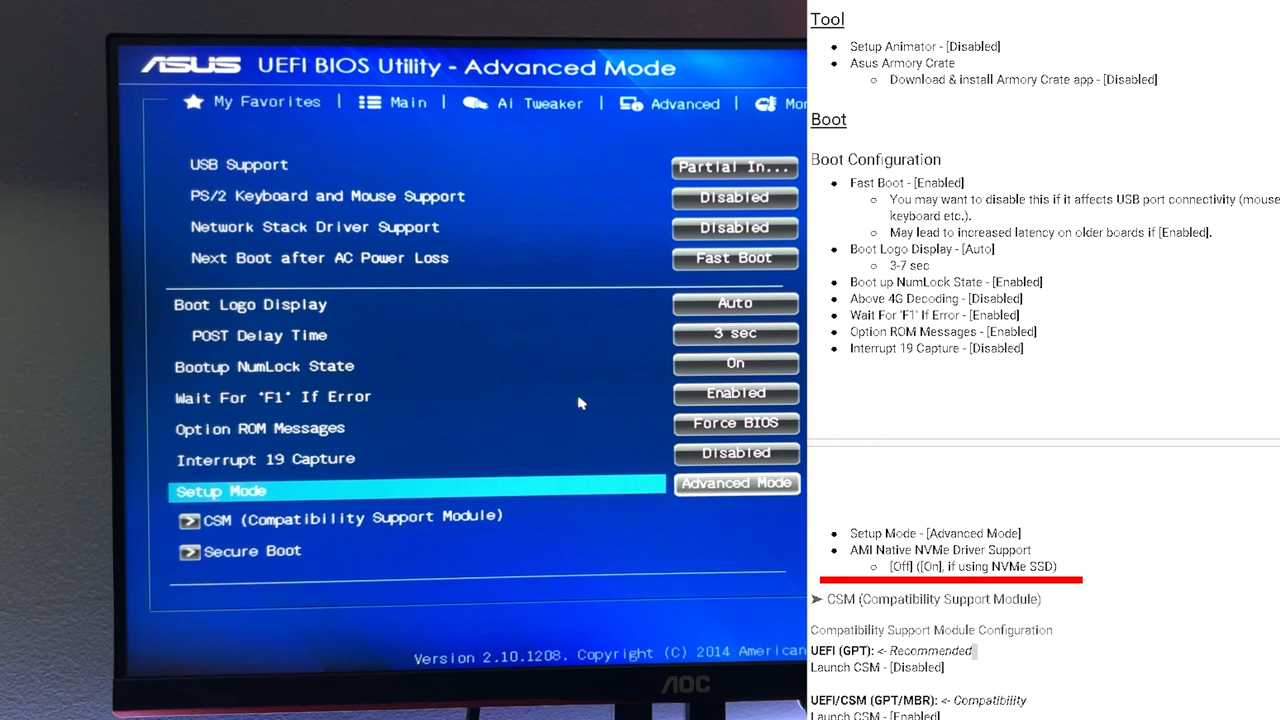 ASUS UEFI BIOS Utility - Advanced Mode
My Favorites
Main
Ai Tweaker
Advanced
USB Support
Partial In...
PS/2 Keyboard and Mouse Support
Disabled
Network Stack Driver Support
Disabled
Next Boot after AC Power Loss
Fast Boot
Boot Logo Display
Auto
POST Delay Time
3 sec
Bootup NumLock State
On
Wait For 'F1' If Error
Enabled
Option ROM Messages
Force BIOS
Interrupt 19 Capture
Disabled
Setup Mode
Advanced Mode
CSM (Compatibility Support Module)
Secure Boot
Version 2.10.1208. Copyright (C) 2014 American
AOC
Tool
Setup Animator - [Disabled]
Asus Armory Crate
Download & install Armory Crate app - [Disabled]
Boot
Boot Configuration
Fast Boot - [Enabled]
You may want to disable this if it affects USB port connectivity (mouse
keyboard etc.).
May lead to increased latency on older boards if [Enabled].
Boot Logo Display - [Auto]
3-7 sec
Boot up NumLock State - [Enabled]
Above 4G Decoding - [Disabled]
Wait For 'F1' If Error - [Enabled]
Option ROM Messages - [Enabled]
Interrupt 19 Capture - [Disabled]
Setup Mode - [Advanced Mode]
AMI Native NVMe Driver Support
[Off] ([On], if using NVMe SSD)
➤ CSM (Compatibility Support Module)
Compatibility Support Module Configuration
UEFI (GPT): <- Recommended
Launch CSM - [Disabled]
UEFI/CSM (GPT/MBR): <- Compatibility
Launch CSM - [Enabled]